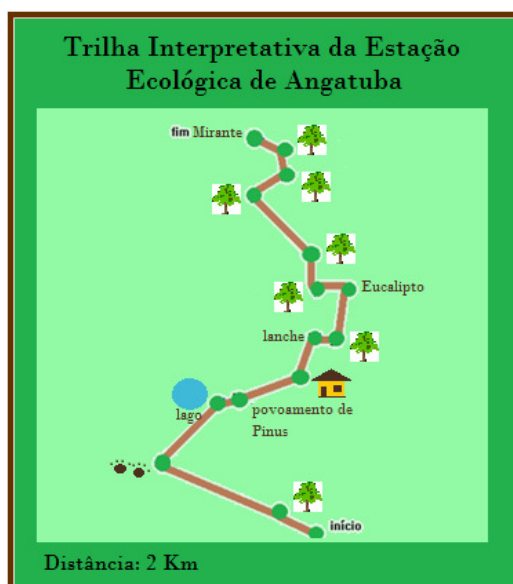 Trilha Interpretativa da Estação
Ecológica de Angatuba
fim Mirante
Eucalipto
lanche
lago
povoamento de
Pinus
início
Distância: 2 Km